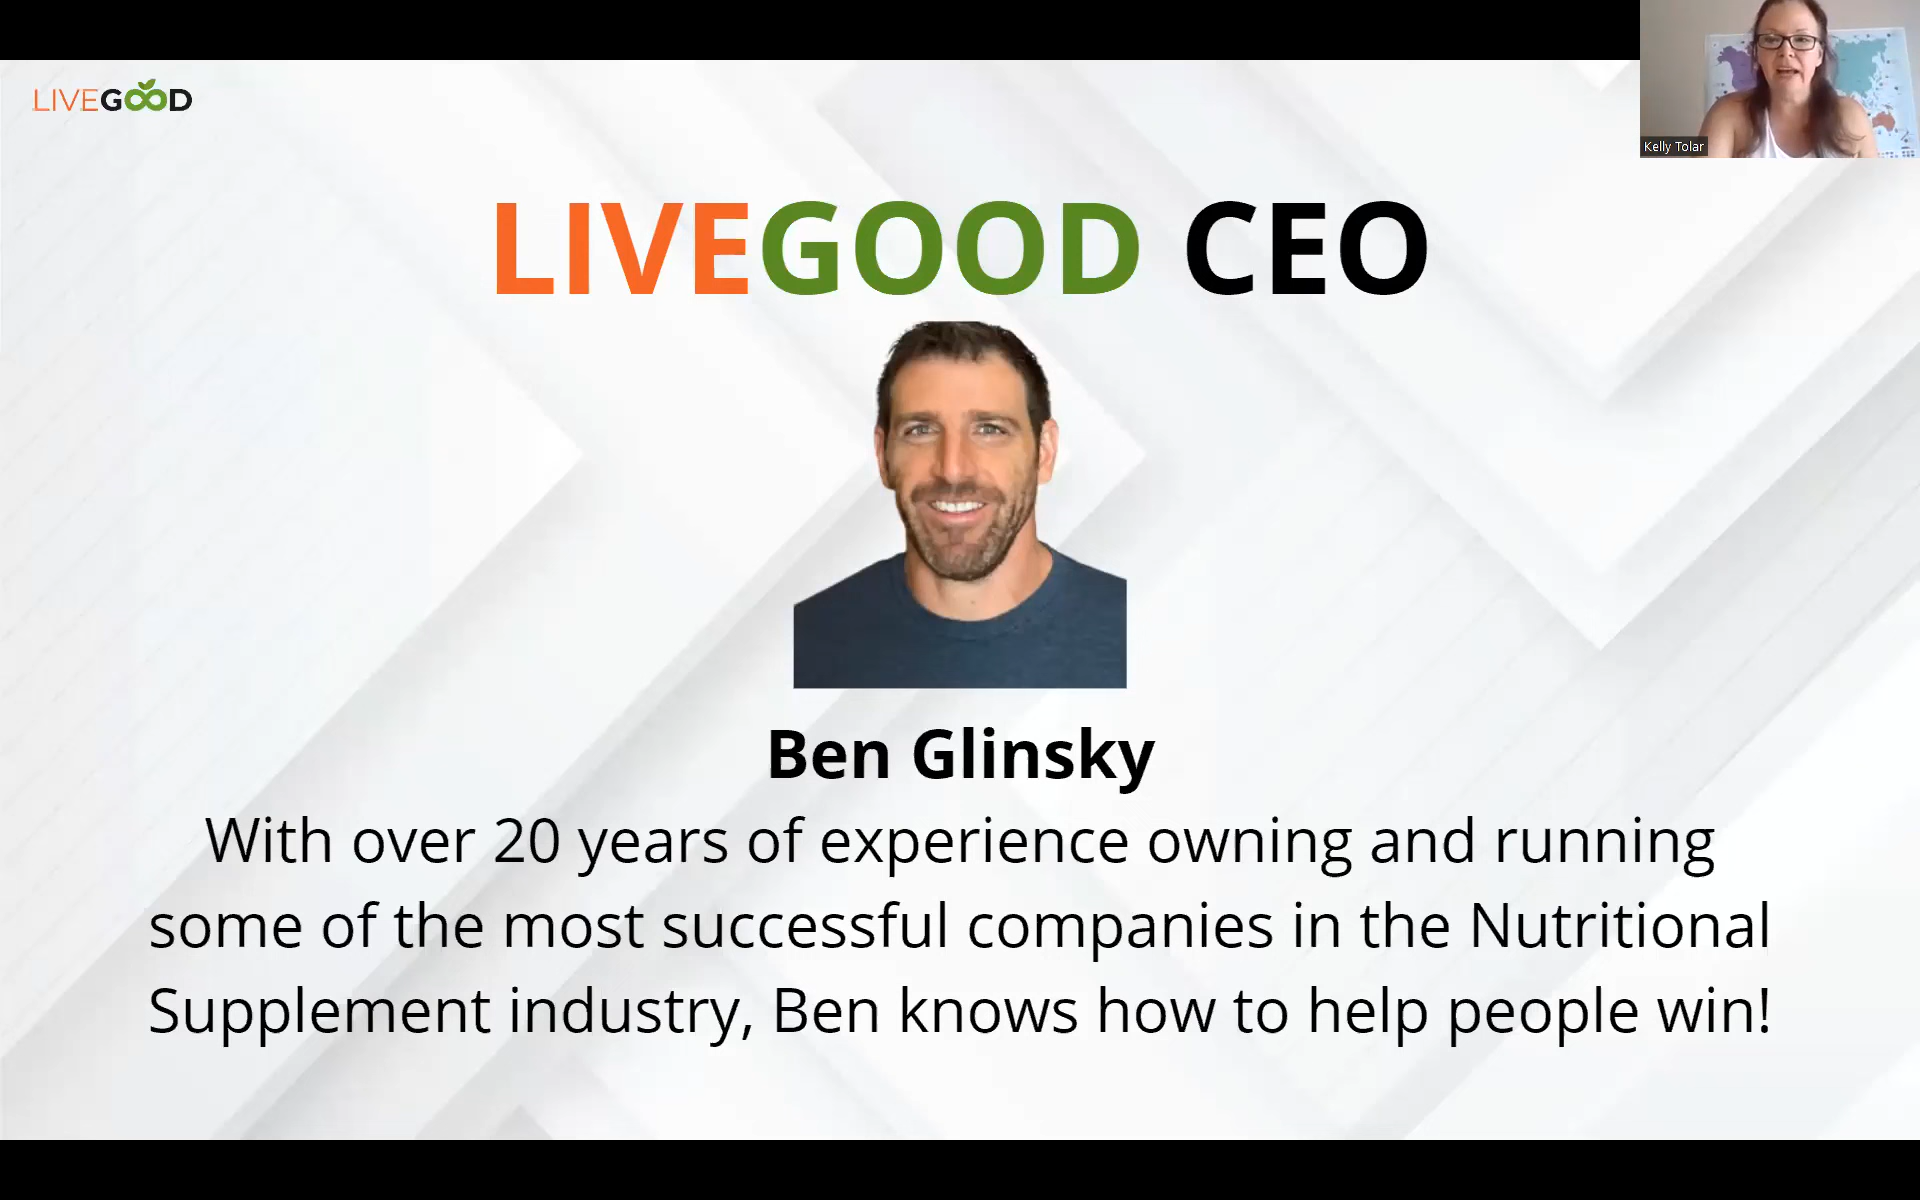 LIVEGOOD
Kelly Tolar
LIVEGOOD CEO
Ben Glinsky
With over 20 years of experience owning and running
some of the most successful companies in the Nutritional
Supplement industry, Ben knows how to help people win!